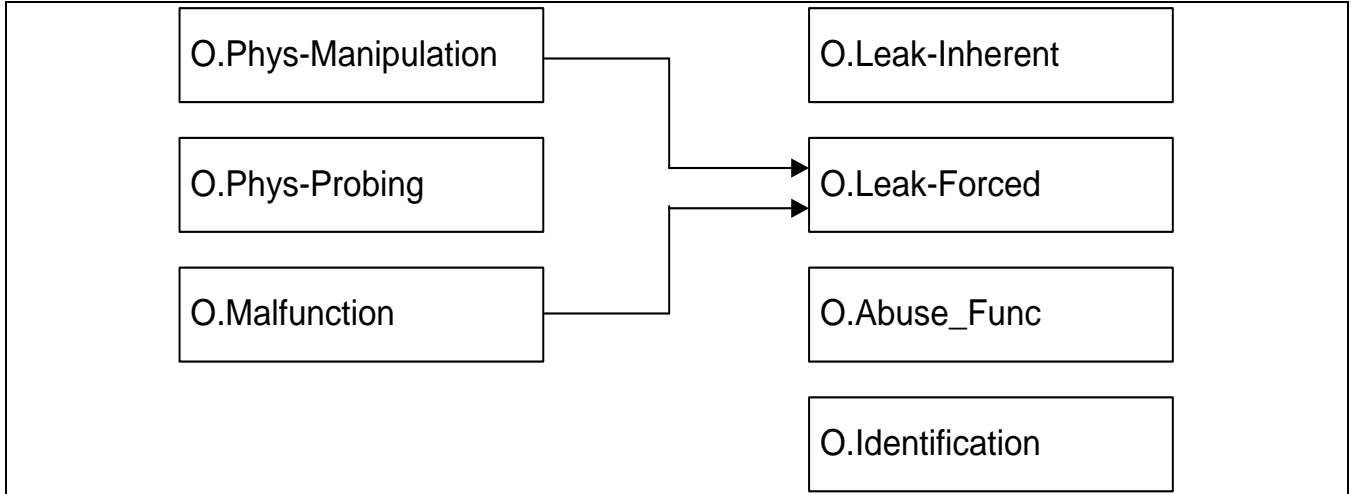 O.Phys-Manipulation
O.Leak-Inherent
O.Phys-Probing
O.Leak-Forced
O.Malfunction
O.Abuse_Func
O.Identification